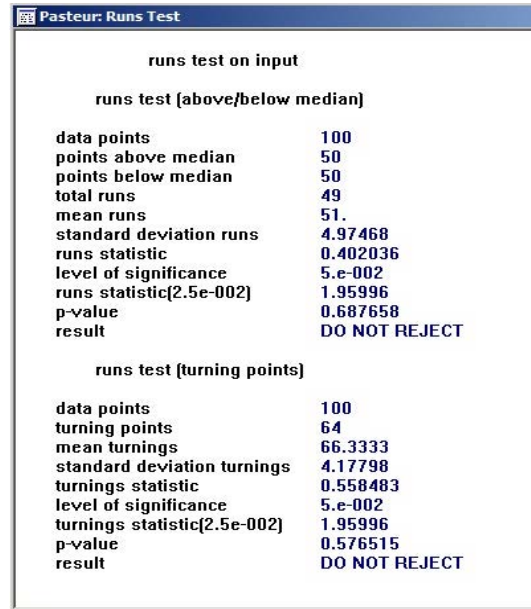 Pasteur: Runs Test
runs test on input
runs test (above/below median)
data points 100
points above median 50
points below median 50
total runs 49
mean runs 51.
standard deviation runs 4.97468
runs statistic 0.402036
level of significance 5.e-002
runs statistic(2.5e-002) 1.95996
p-value 0.687658
result DO NOT REJECT
runs test (turning points)
data points 100
turning points 64
mean turnings 66.3333
standard deviation turnings 4.17798
turnings statistic 0.558483
level of significance 5.e-002
turnings statistic(2.5e-002) 1.95996
p-value 0.576515
result DO NOT REJECT